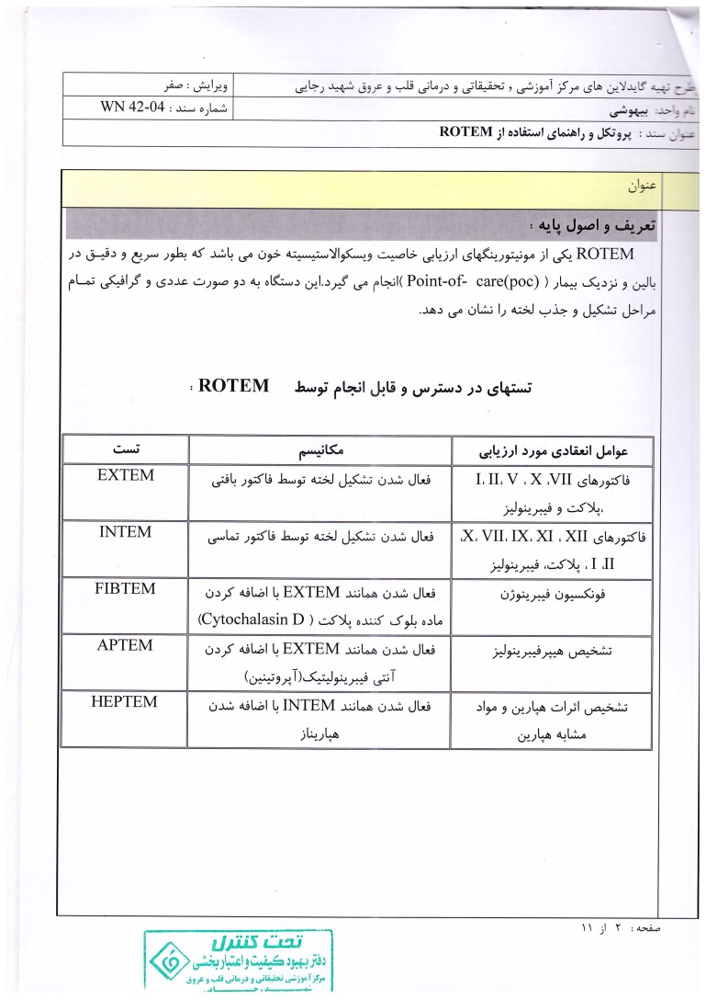 طرح تهیه گایدلاین های مرکز آموزشی , تحقیقاتی و درمانی قلب و عروق شهید رجایی
ویرایش : صفر
نام واحد: بیهوشی
شماره سند : WN 42-04
عنوان سند : پروتکل و راهنمای استفاده از ROTEM
عنوان
تعریف و اصول پایه :
ROTEM یکی از مونیتورینگهای ارزیابی خاصیت ویسکوالاستیسیته خون می باشد که بطور سریع و دقیق در
بالین و نزدیک بیمار ( Point-of- care(poc) )انجام می گیرد.این دستگاه به دو صورت عددی و گرافیکی تمام
مراحل تشکیل و جذب لخته را نشان می دهد.
تستهای در دسترس و قابل انجام توسط ROTEM :
عوامل انعقادی مورد ارزیابی
مکانیسم
تست
فاکتورهای I، II، V ، X ،VII
،پلاکت و فیبرینولیز
فعال شدن تشکیل لخته توسط فاکتور بافتی
EXTEM
فاکتورهای X، VII، IX، XI ، XII،
I ،II ، پلاکت، فیبرینولیز
فعال شدن تشکیل لخته توسط فاکتور تماسی
INTEM
فونکسیون فیبرینوژن
فعال شدن همانند EXTEM با اضافه کردن
ماده بلوک کننده پلاکت ( Cytochalasin D)
FIBTEM
تشخیص هیپرفیبرینولیز
فعال شدن همانند EXTEM با اضافه کردن
آنتی فیبرینولیتیک(آپروتینین)
APTEM
تشخیص اثرات هپارین و مواد
مشابه هپارین
فعال شدن همانند INTEM با اضافه شدن
هپاریناز
HEPTEM
صفحه : ۲ از ۱۱
تحت کنترل
دفتر بهبود کیفیت و اعتباربخشی
مرکز آموزشی تحقیقاتی و درمانی قلب و عروق
شهید رجایی